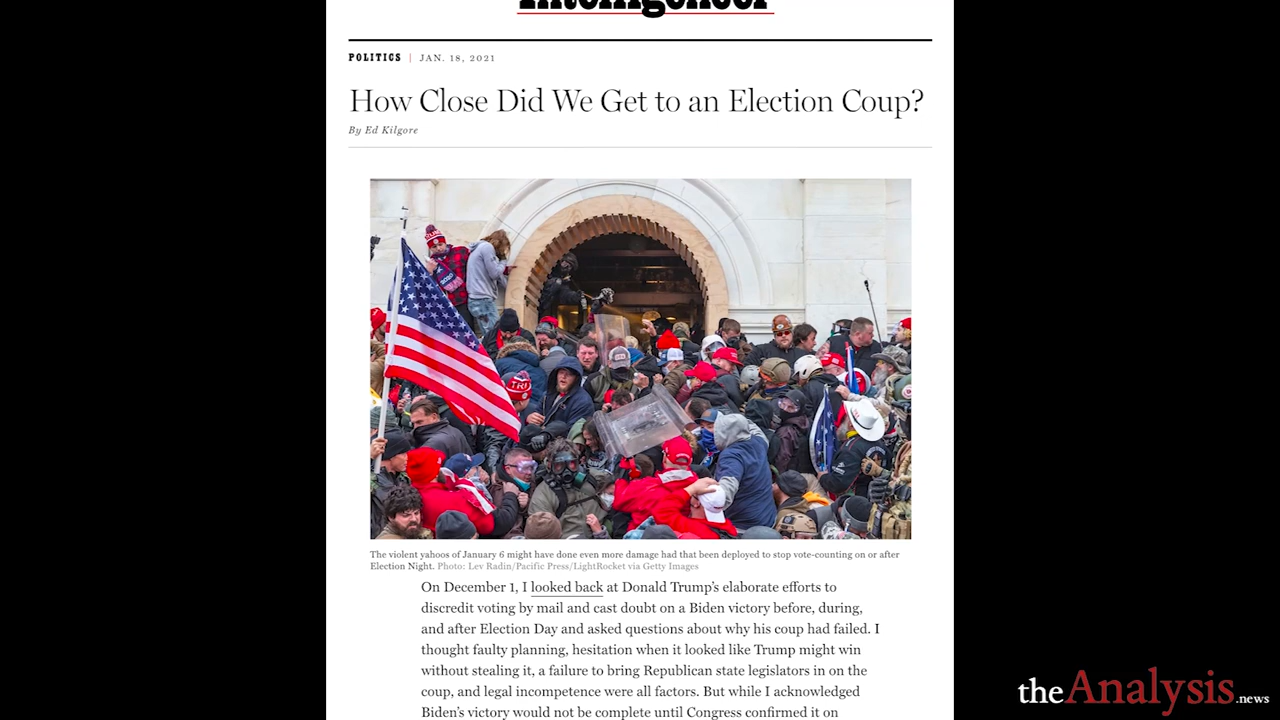 Intelligencer
POLITICS | JAN. 18, 2021
How Close Did We Get to an Election Coup?
By Ed Kilgore
TRUMP
TRU
The violent yahoos of January 6 might have done even more damage had that been deployed to stop vote-counting on or after
Election Night. Photo: Lev Radin/Pacific Press/LightRocket via Getty Images
On December 1, I looked back at Donald Trump's elaborate efforts to
discredit voting by mail and cast doubt on a Biden victory before, during,
and after Election Day and asked questions about why his coup had failed. I
thought faulty planning, hesitation when it looked like Trump might win
without stealing it, a failure to bring Republican state legislators in on the
coup, and legal incompetence were all factors. But while I acknowledged
Biden's victory would not be complete until Congress confirmed it on
theAnalysis.news